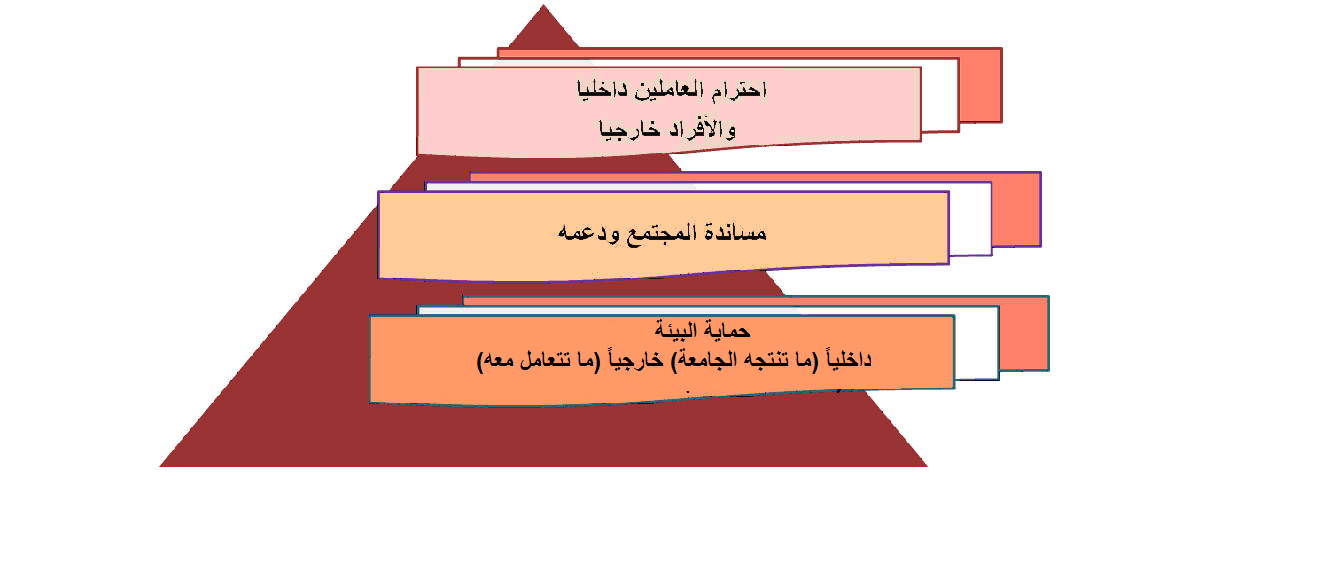 احترام العاملين داخليا
والأفراد خارجيا
مساندة المجتمع ودعمه
حماية البيئة
داخلياً (ما تنتجه الجامعة) خارجياً (ما تتعامل معه)